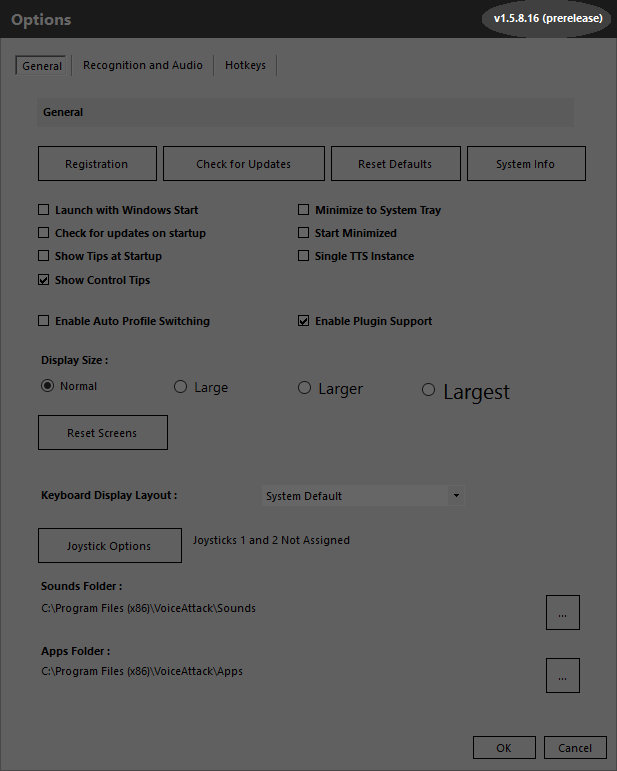 Options v1.5.8.16 (prerelease)
General Recognition and Audio Hotkeys
General
Registration Check for Updates Reset Defaults System Info
Launch with Windows Start Minimize to System Tray
Check for updates on startup Start Minimized
Show Tips at Startup Single TTS Instance
Show Control Tips
Enable Auto Profile Switching Enable Plugin Support
Display Size :
Normal Large Larger Largest
Reset Screens
Keyboard Display Layout : System Default
Joystick Options Joysticks 1 and 2 Not Assigned
Sounds Folder :
C:\Program Files (x86)\VoiceAttack\Sounds ...
Apps Folder :
C:\Program Files (x86)\VoiceAttack\Apps ...
OK Cancel